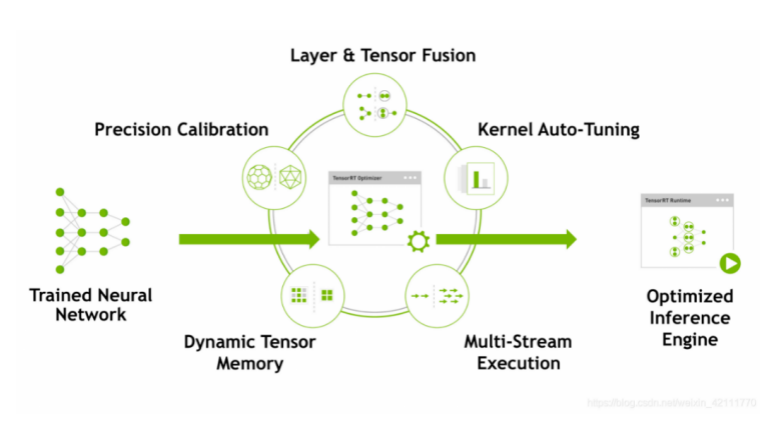 Layer & Tensor Fusion
Precision Calibration
Kernel Auto-Tuning
TensorRT Optimizer
TensorRT Runtime
Trained Neural
Network
Optimized
Inference
Engine
Dynamic Tensor
Memory
Multi-Stream
Execution
https://blog.csdn.net/weixin_42111770